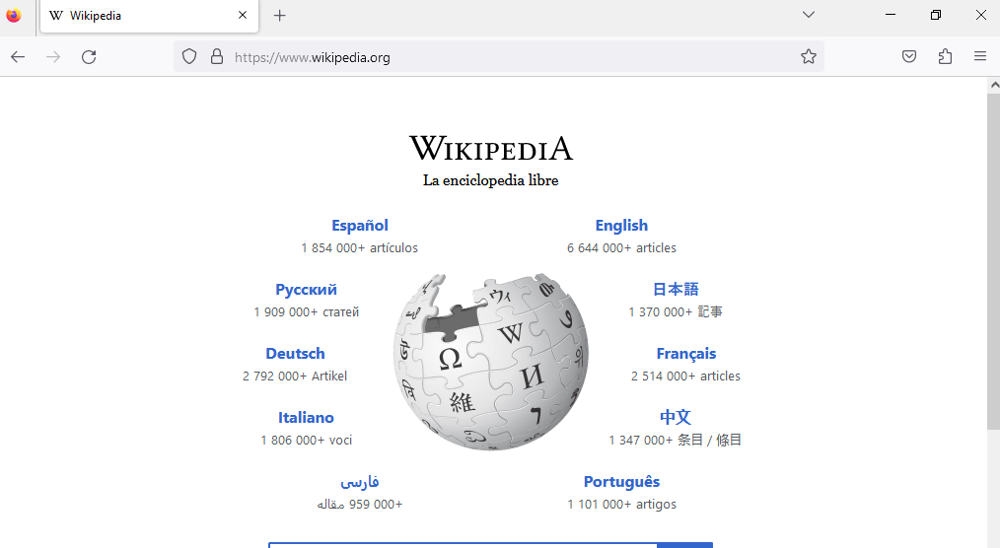 Wikipedia
https://www.wikipedia.org
WIKIPEDIA
La enciclopedia libre
Español
1 854 000+ artículos
English
6 644 000+ articles
Русский
1 909 000+ статей
日本語
1 370 000+ 記事
Deutsch
2 792 000+ Artikel
Français
2 514 000+ articles
Italiano
1 806 000+ voci
中文
1 347 000+ 条目 / 條目
فارسی
959 000+ مقاله
Português
1 101 000+ artigos
Ω
W
И
維
ウィ